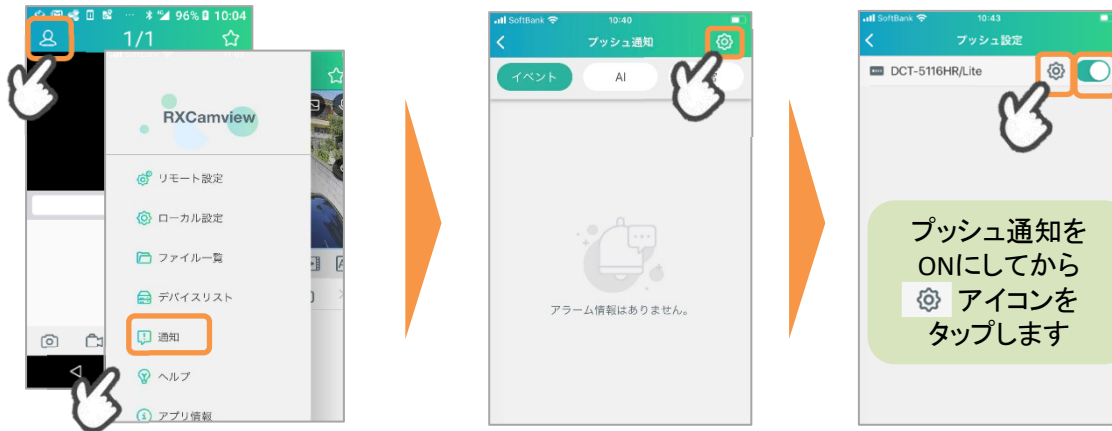 96% 10:04
1/1
RXCamview
リモート設定
ローカル設定
ファイル一覧
デバイスリスト
通知
ヘルプ
アプリ情報
SoftBank 10:40
プッシュ通知
イベント AI
アラーム情報はありません。
SoftBank 10:43
プッシュ設定
DCT-5116HR/Lite
プッシュ通知を
ONにしてから
アイコンを
タップします